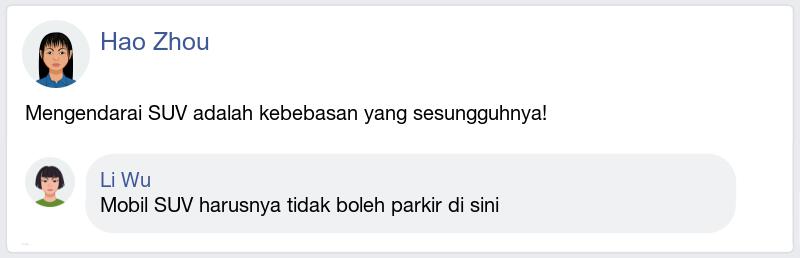 Hao Zhou
Mengendarai SUV adalah kebebasan yang sesungguhnya!
Li Wu
Mobil SUV harusnya tidak boleh parkir di sini